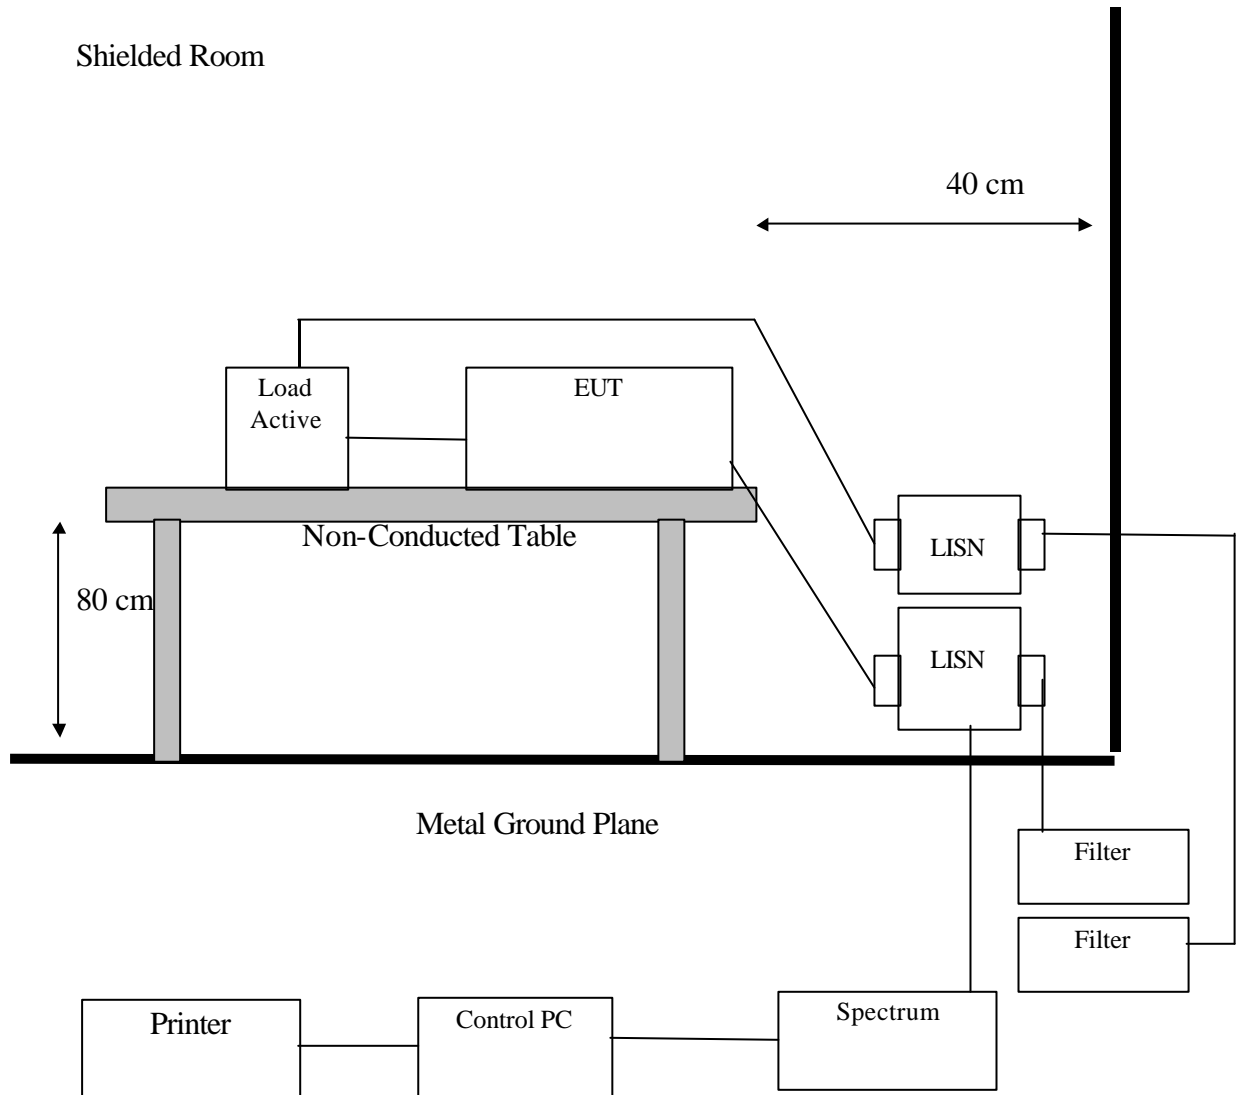 Shielded Room
40 cm
Load
Active
EUT
Non-Conducted Table
LISN
80 cm
LISN
Metal Ground Plane
Filter
Filter
Printer
Control PC
Spectrum